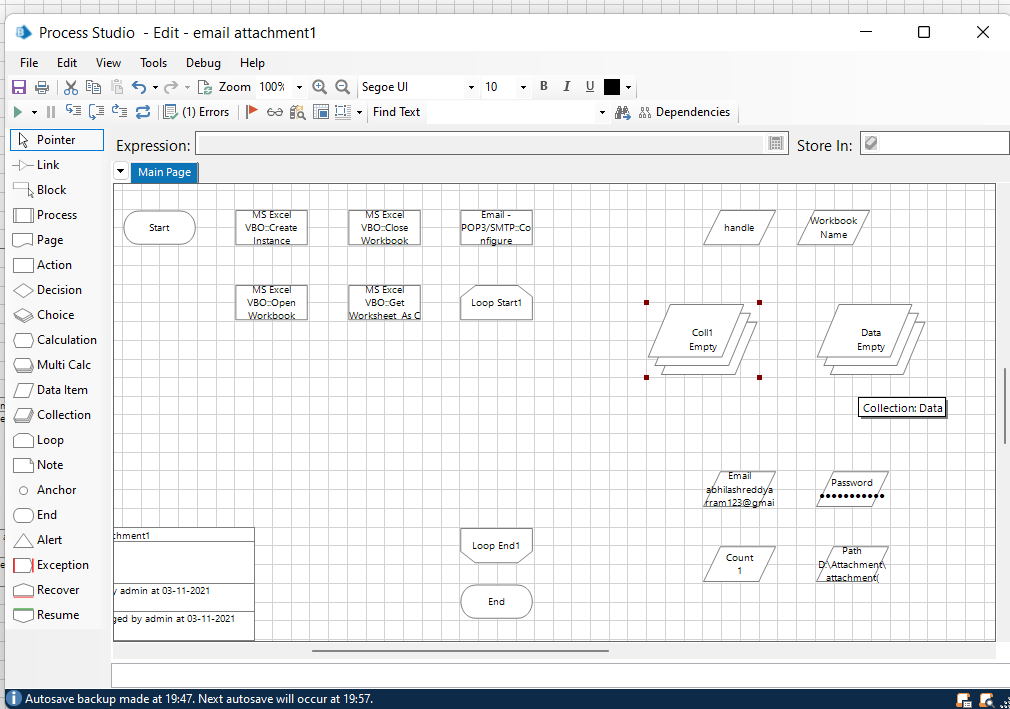 Process Studio - Edit - email attachment1
File Edit View Tools Debug Help
Zoom 100% Segoe UI 10 B I U
(1) Errors Find Text Dependencies
Pointer
Link
Block
Process
Page
Action
Decision
Choice
Calculation
Multi Calc
Data Item
Collection
Loop
Note
Anchor
End
Alert
Exception
Recover
Resume
Expression: Store In:
Main Page
Start
MS Excel
VBO::Create
Instance
MS Excel
VBO::Close
Workbook
Email -
POP3/SMTP::Co
nfigure
handle
Workbook
Name
MS Excel
VBO::Open
Workbook
MS Excel
VBO::Get
Worksheet As C
Loop Start1
Coll1
Empty
Data
Empty
Collection: Data
Email
abhilashreddya
rram123@gmai
Password
●●●●●●●●●●●
Loop End1
Count
1
Path
D:\Attachment\
attachment(
End
chment1
y admin at 03-11-2021
ged by admin at 03-11-2021
Autosave backup made at 19:47. Next autosave will occur at 19:57.